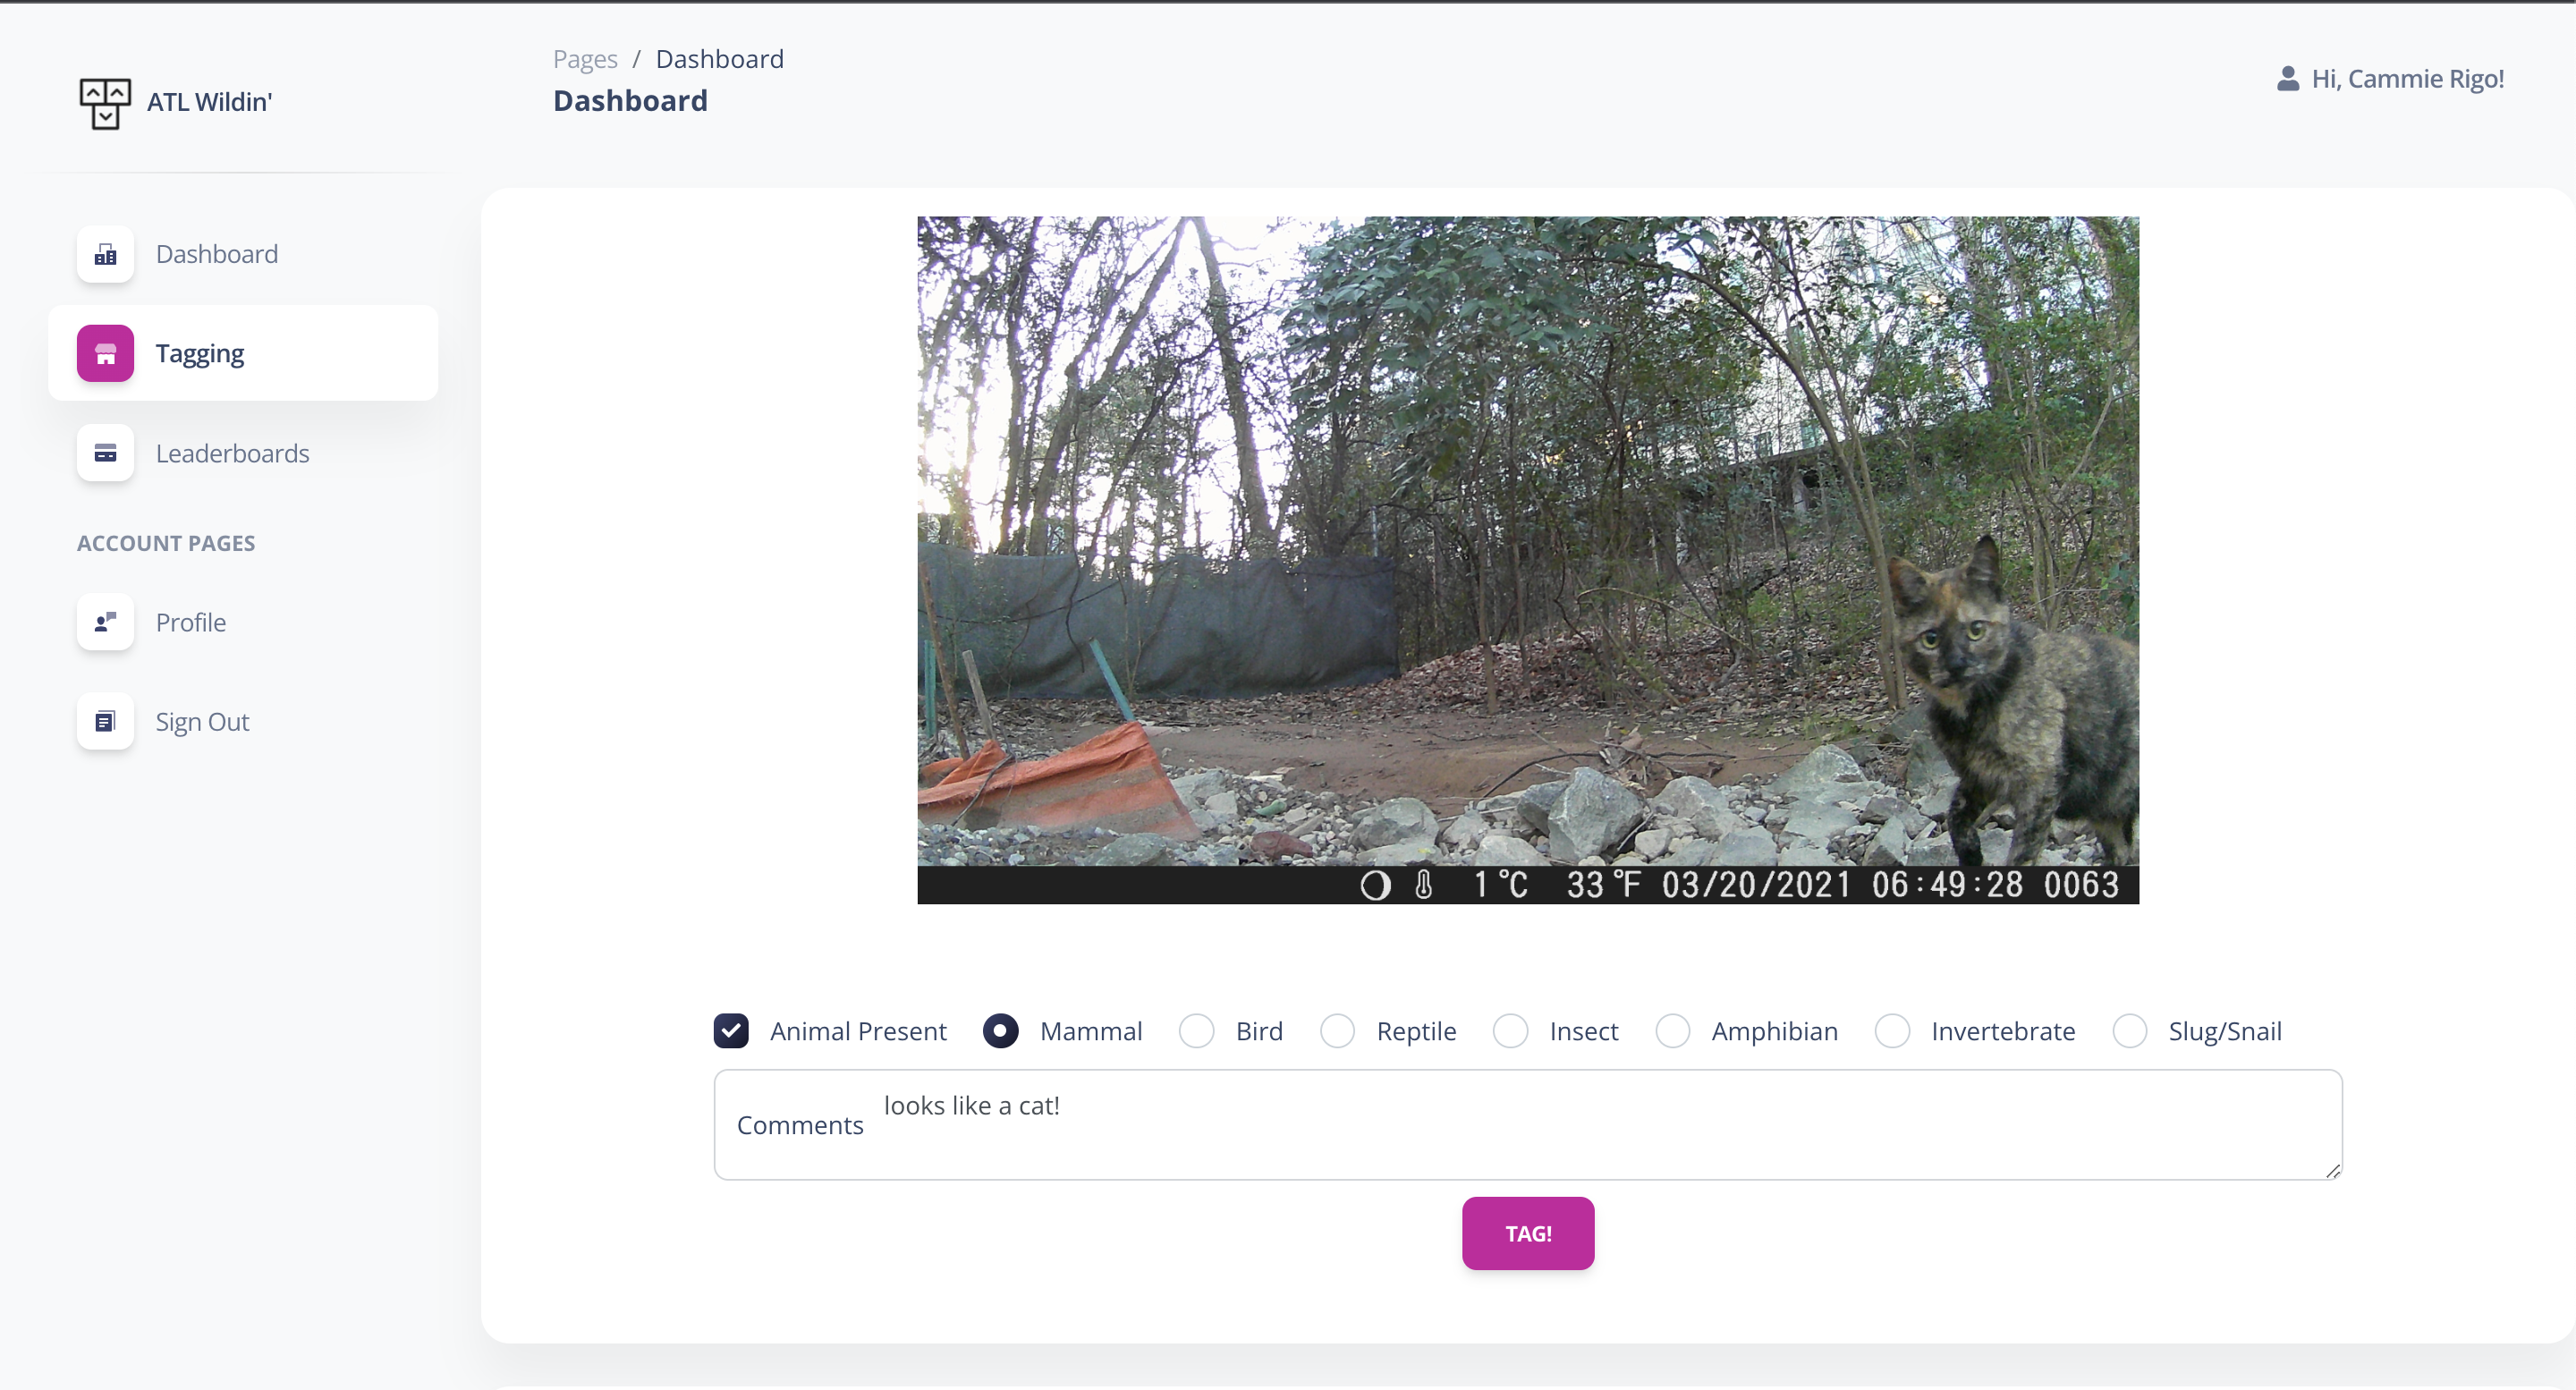 ATL Wildin'
Pages / Dashboard
Dashboard
Hi, Cammie Rigo!
Dashboard
Tagging
Leaderboards
ACCOUNT PAGES
Profile
Sign Out
1°C 33°F 03/20/2021 06:49:28 0063
Animal Present Mammal Bird Reptile Insect Amphibian Invertebrate Slug/Snail
Comments looks like a cat!
TAG!